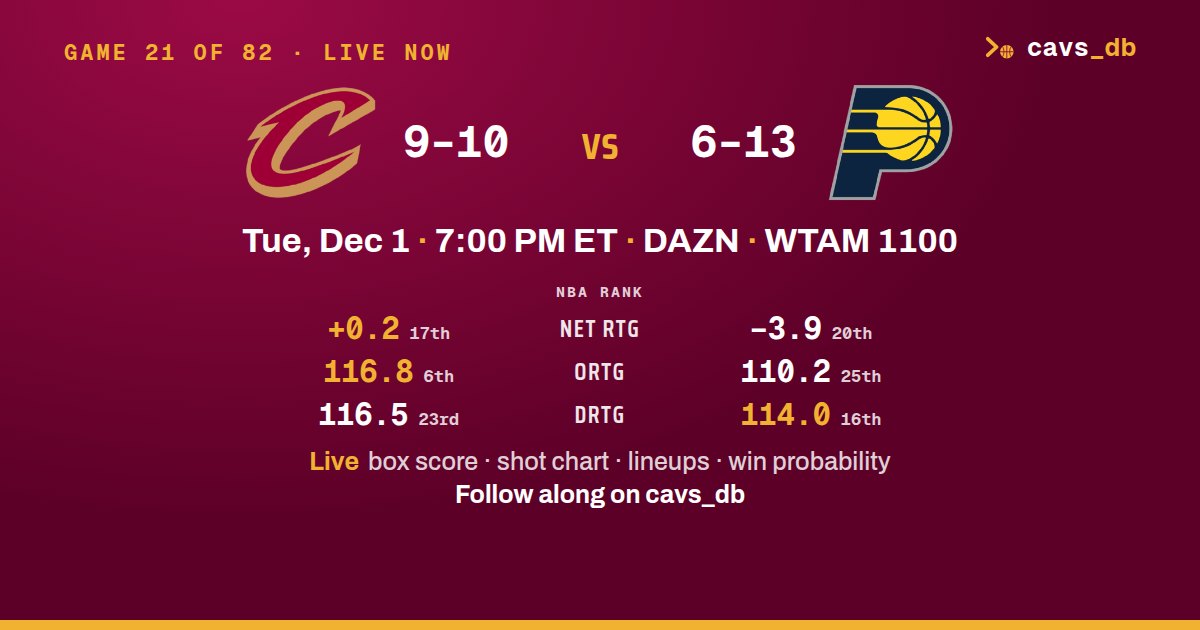 GAME 21 OF 82 · LIVE NOW
cavs_db
9–10 VS 6–13
Tue, Dec 1 · 7:00 PM ET · DAZN · WTAM 1100
NBA RANK
+0.2 17th NET RTG –3.9 20th
116.8 6th ORTG 110.2 25th
116.5 23rd DRTG 114.0 16th
Live box score · shot chart · lineups · win probability
Follow along on cavs_db